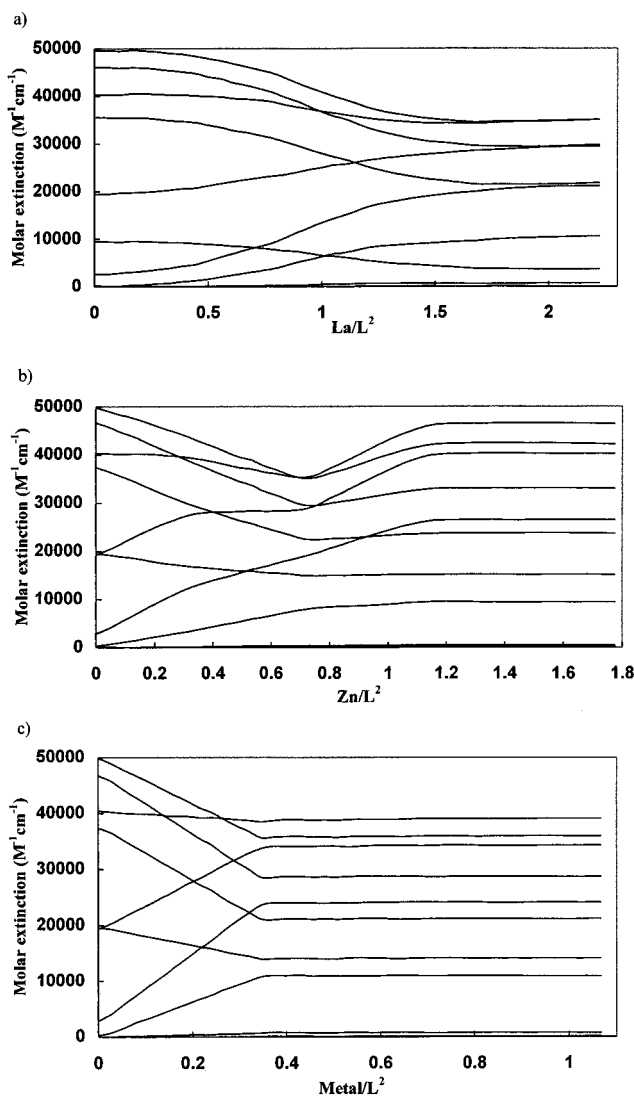 a)
50000
40000
30000
20000
10000
0
Molar extinction (M⁻¹cm⁻¹)
0 0.5 1 1.5 2
La/L²
b)
50000
40000
30000
20000
10000
0
Molar extinction (M⁻¹cm⁻¹)
0 0.2 0.4 0.6 0.8 1 1.2 1.4 1.6 1.8
Zn/L²
c)
50000
40000
30000
20000
10000
0
Molar extinction (M⁻¹cm⁻¹)
0 0.2 0.4 0.6 0.8 1
Metal/L²